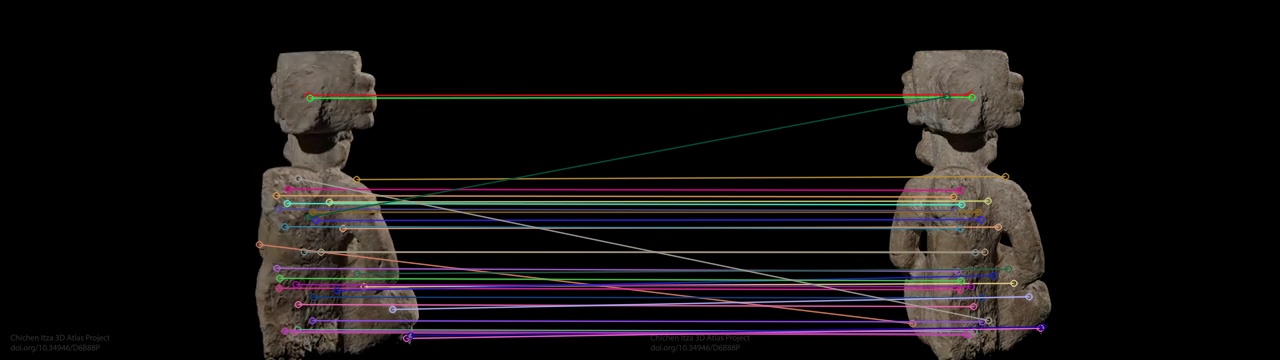 Chichen Itza 3D Atlas Project
doi.org/10.34946/D6B88P
Chichen Itza 3D Atlas Project
doi.org/10.34946/D6B88P